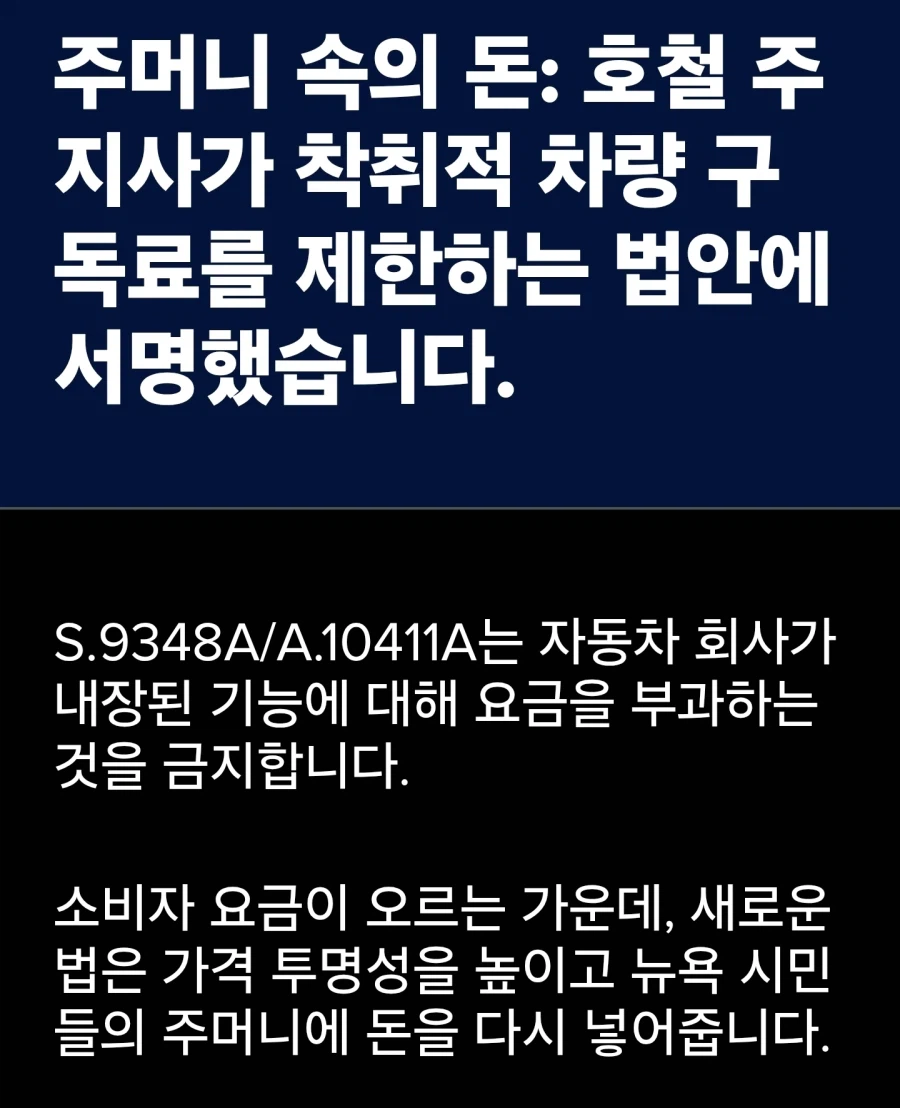 주머니 속의 돈: 호철 주
지사가 착취적 차량 구
독료를 제한하는 법안에
서명했습니다.
S.9348A/A.10411A는 자동차 회사가
내장된 기능에 대해 요금을 부과하는
것을 금지합니다.
소비자 요금이 오르는 가운데, 새로운
법은 가격 투명성을 높이고 뉴욕 시민
들의 주머니에 돈을 다시 넣어줍니다.